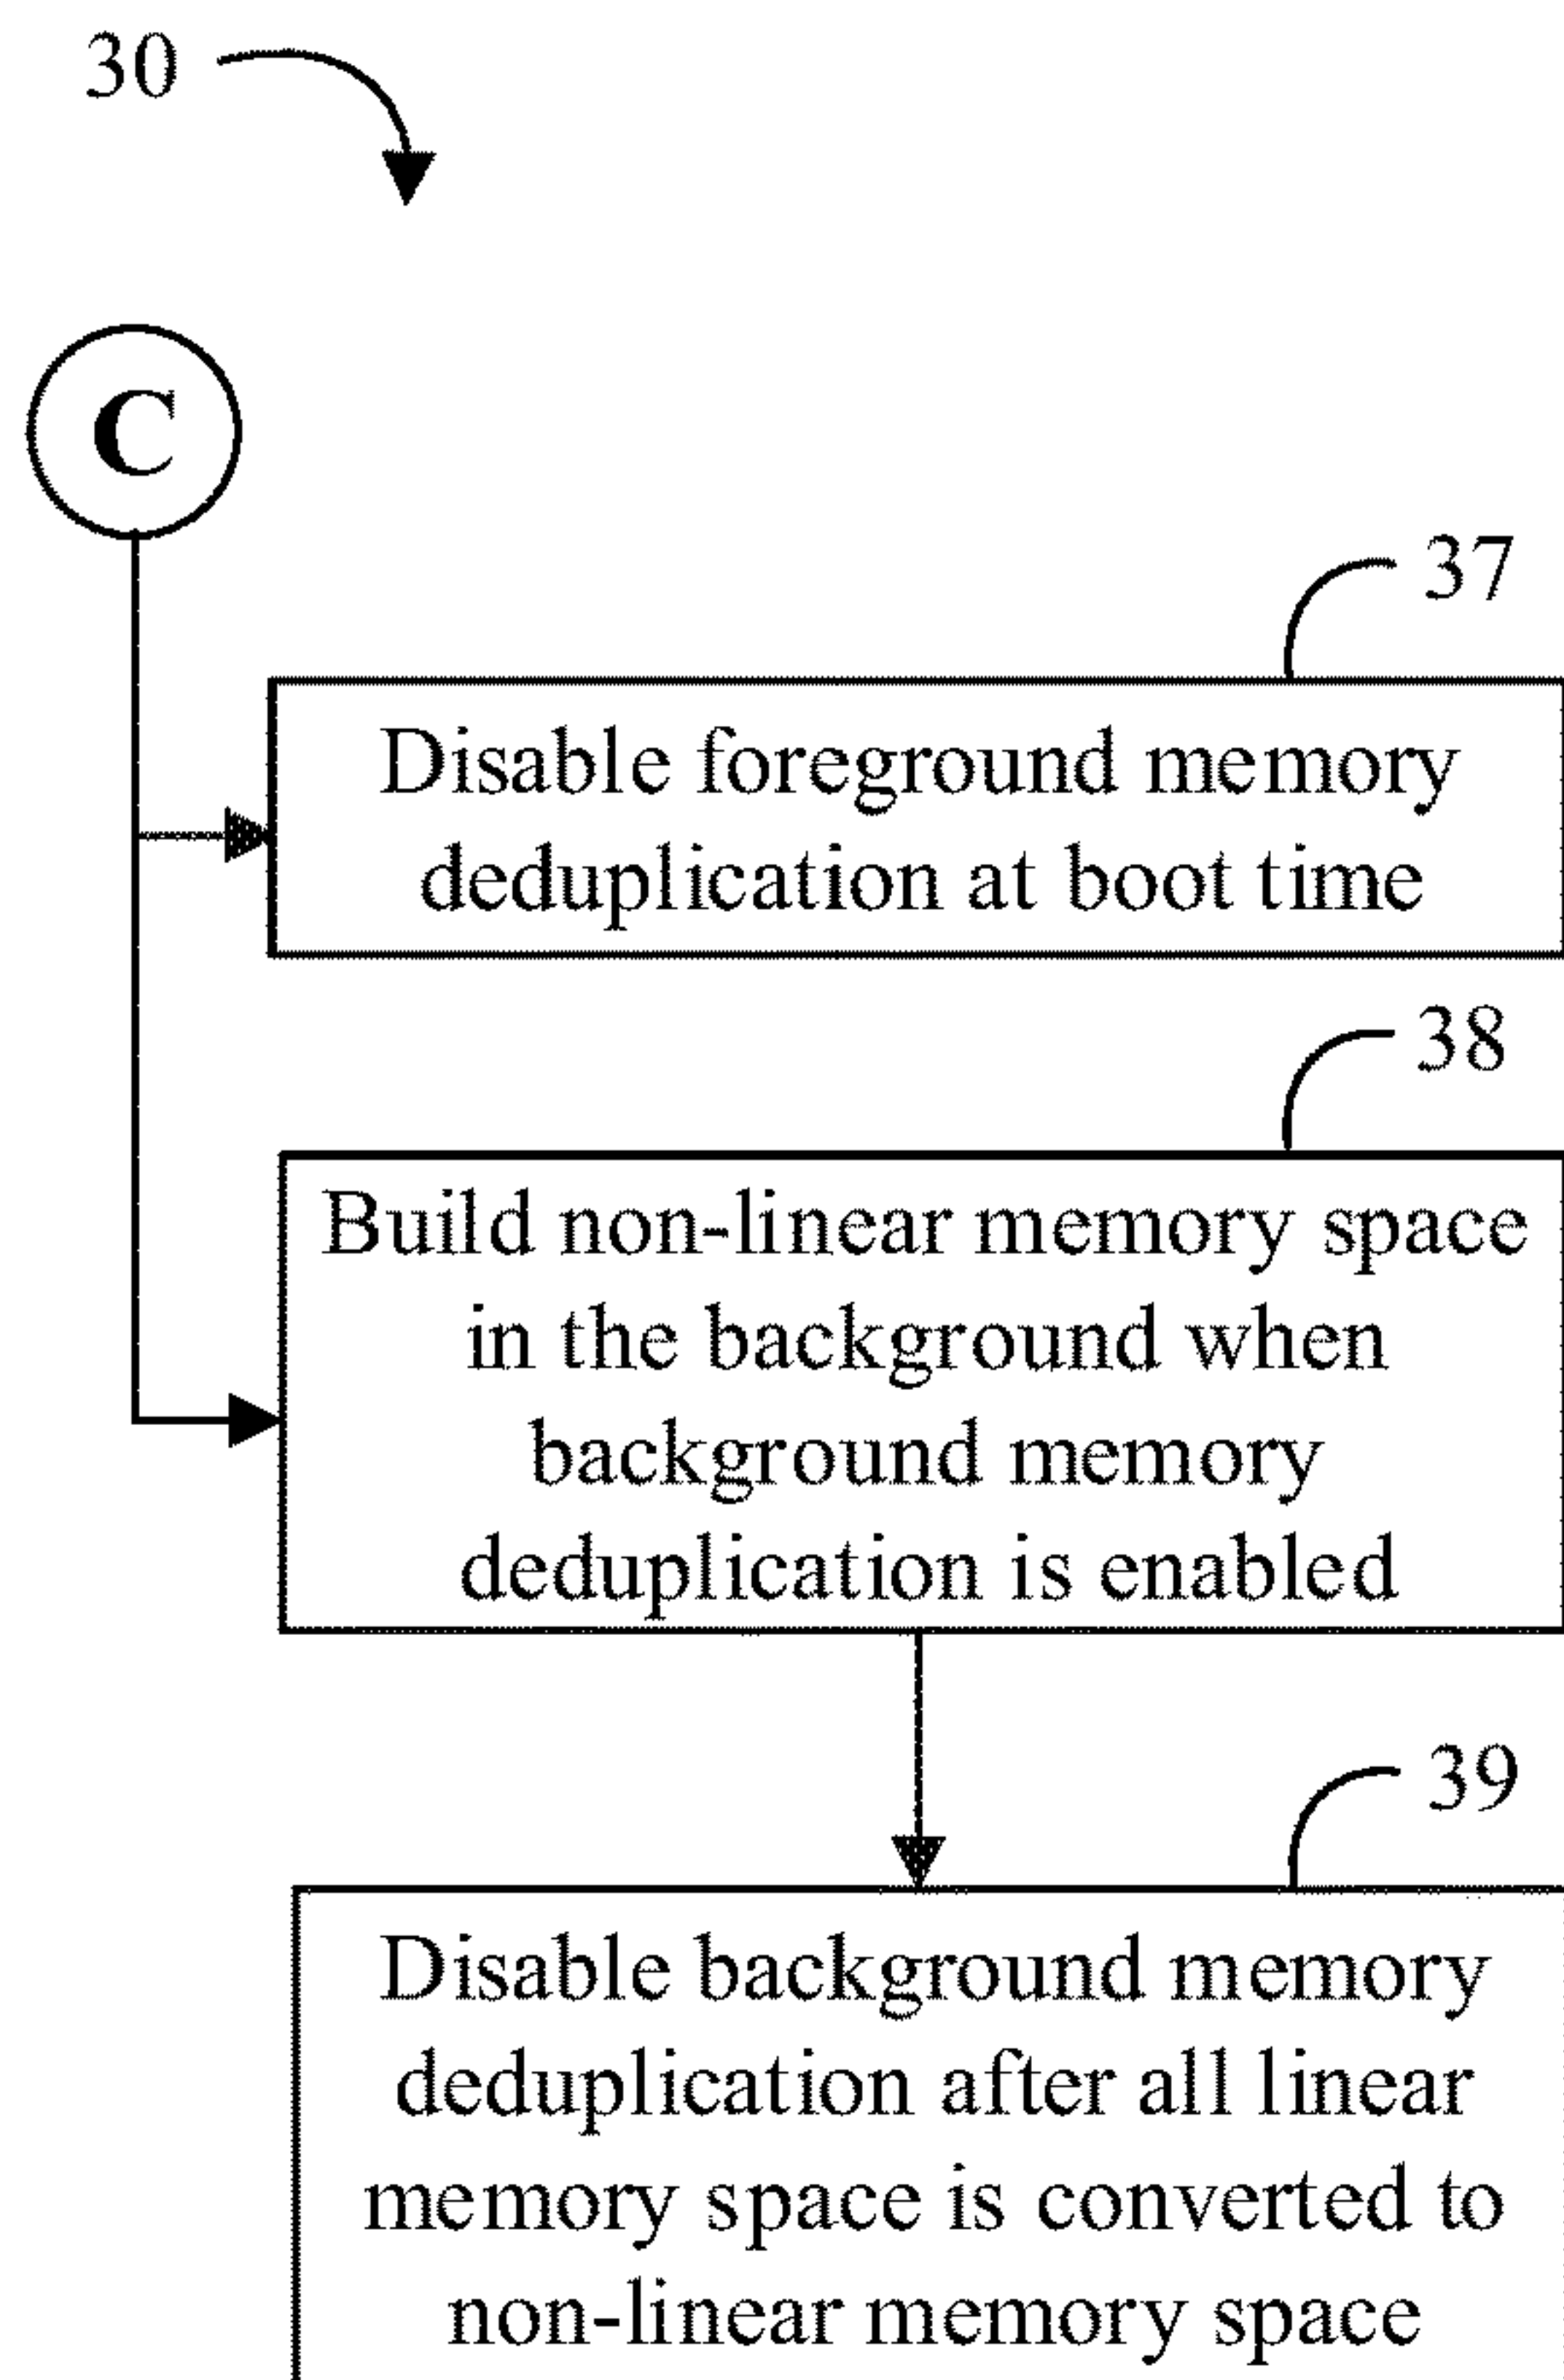 30
C
37
Disable foreground memory
deduplication at boot time
38
Build non-linear memory space
in the background when
background memory
deduplication is enabled
39
Disable background memory
deduplication after all linear
memory space is converted to
non-linear memory space